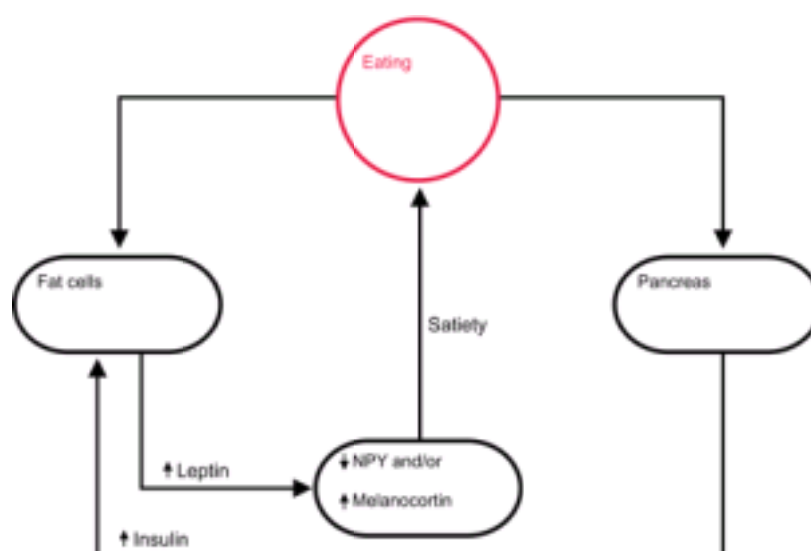 Eating
Fat cells
Pancreas
Satiety
↓ NPY and/or
↑ Leptin
↑ Melanocortin
↑ Insulin